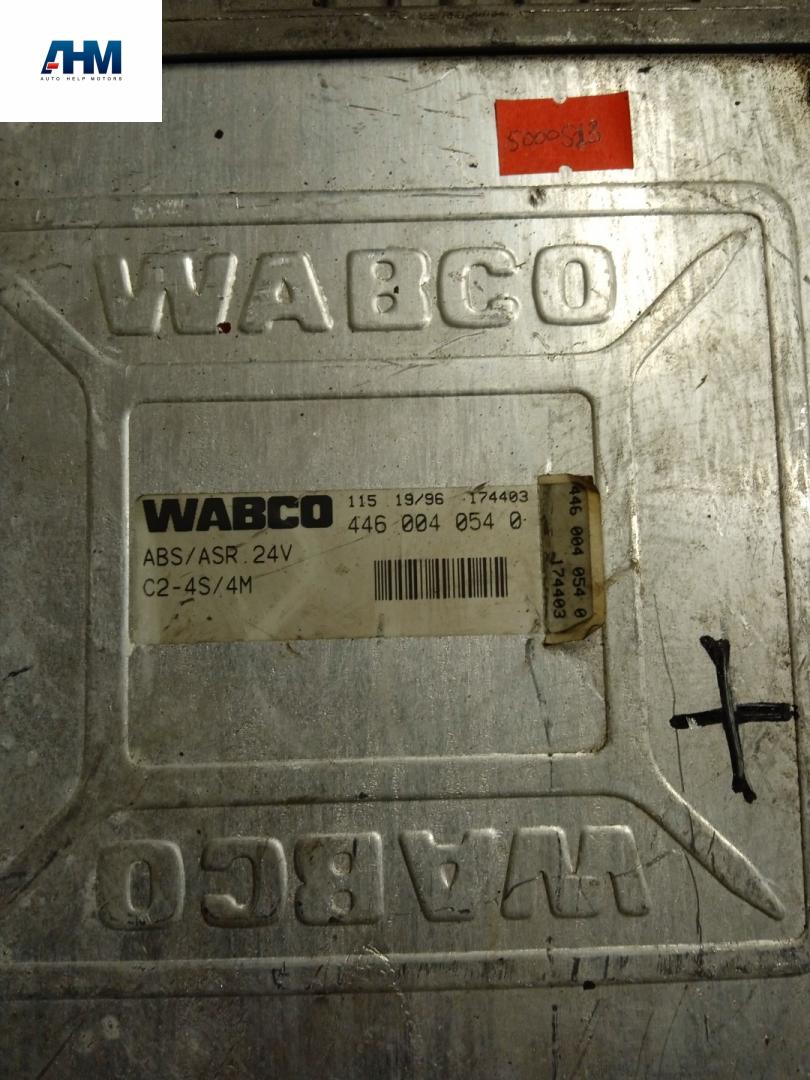 AHM
AUTO HELP MOTORS
WABCO
WABCO
115 19/96 174403
446 004 054 0
ABS/ASR 24V
C2-4S/4M
446 004 054 0
174403
WABCO